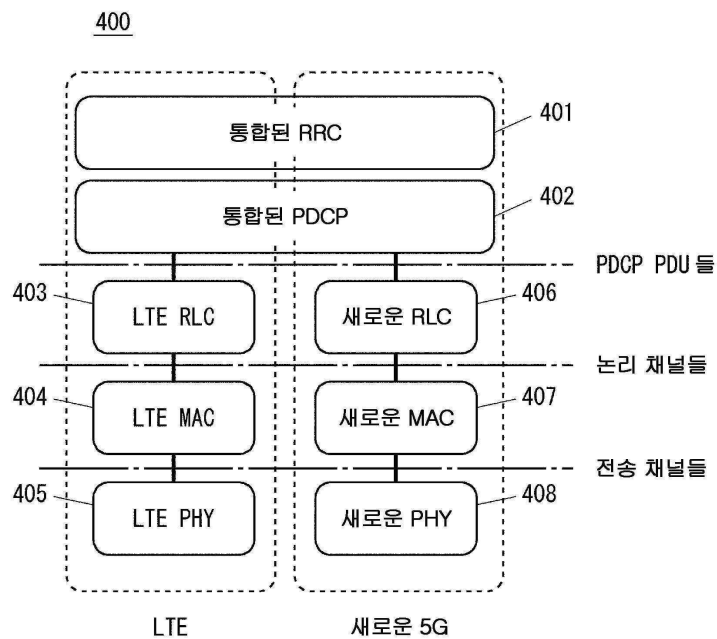 400
통합된 RRC
401
통합된 PDCP
402
PDCP PDU 들
403
LTE RLC
새로운 RLC
406
논리 채널들
404
LTE MAC
새로운 MAC
407
전송 채널들
405
LTE PHY
새로운 PHY
408
LTE
새로운 5G